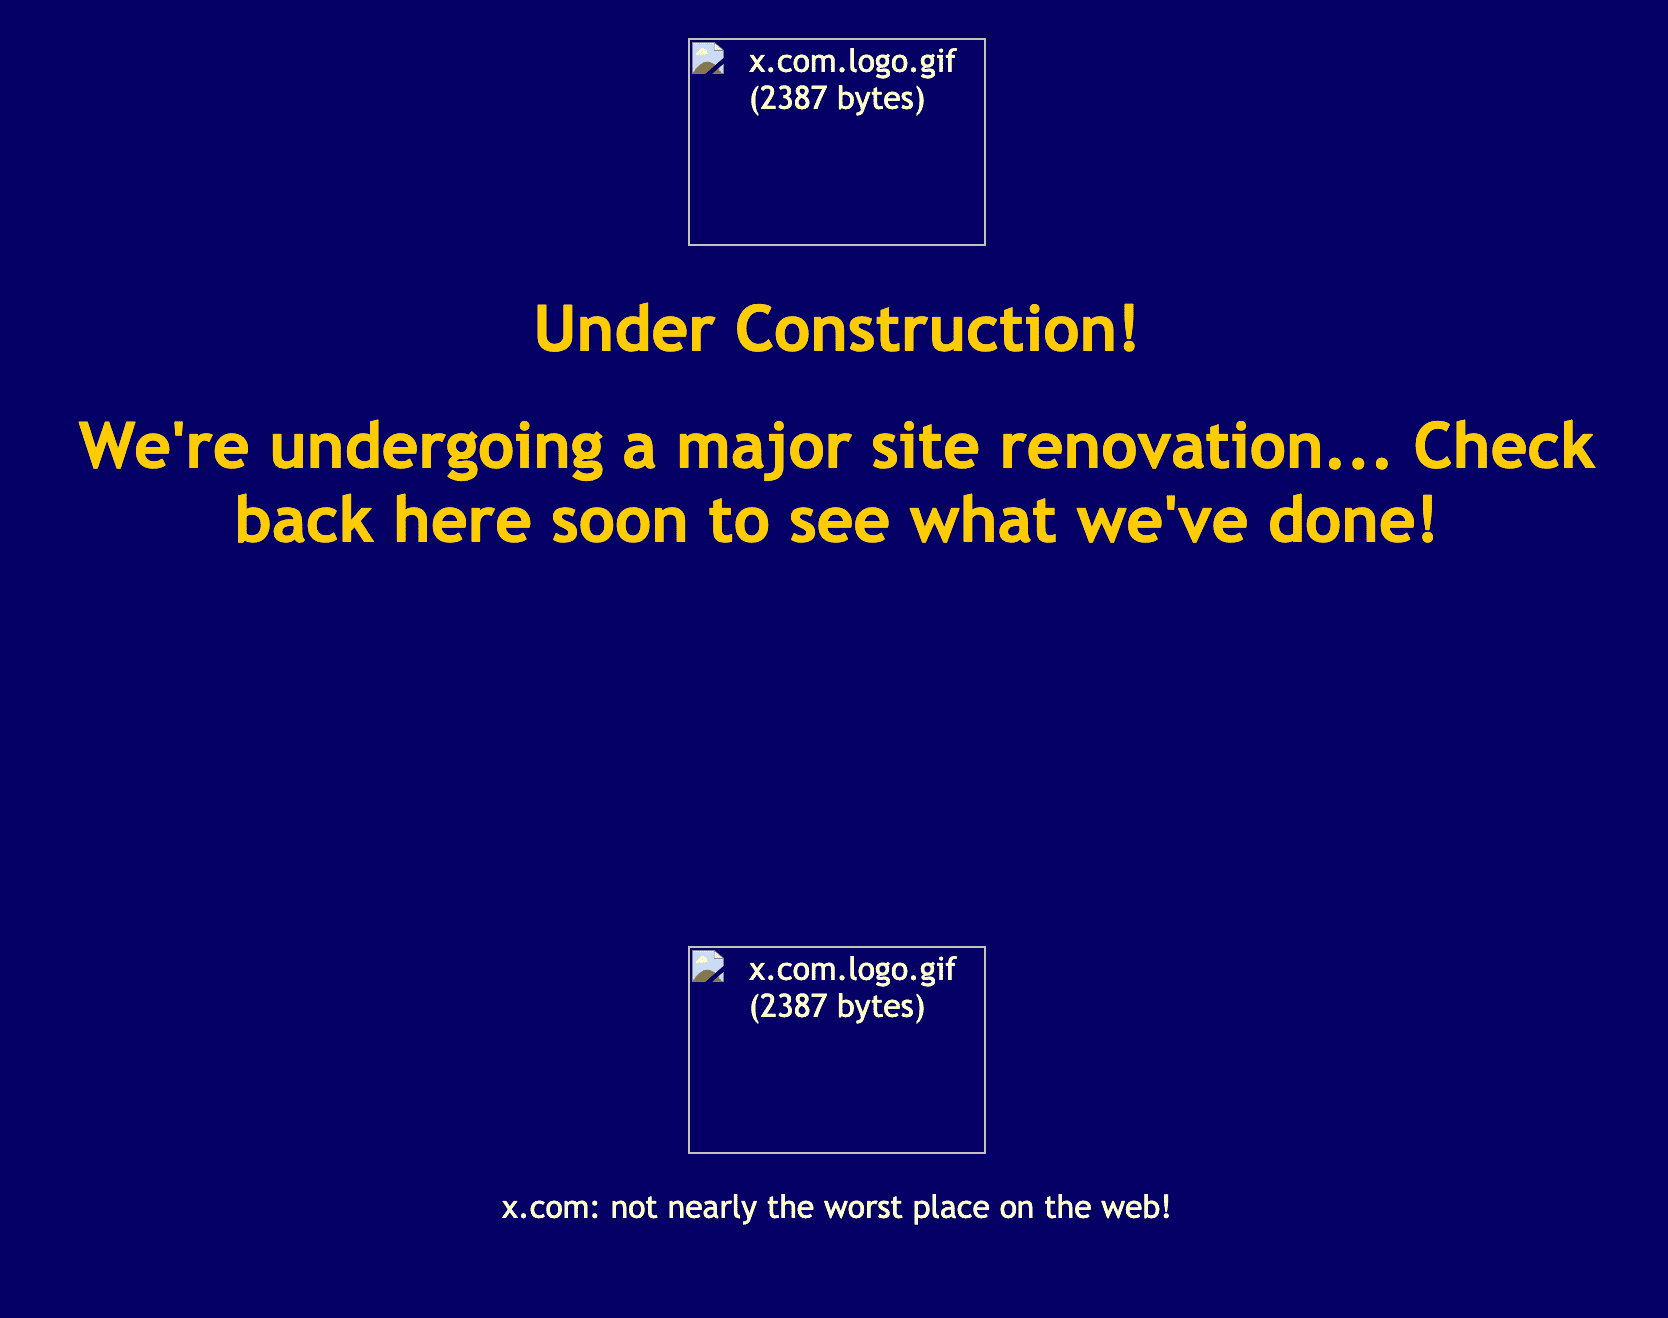 x.com.logo.gif
(2387 bytes)
Under Construction!
We're undergoing a major site renovation... Check
back here soon to see what we've done!
x.com.logo.gif
(2387 bytes)
x.com: not nearly the worst place on the web!